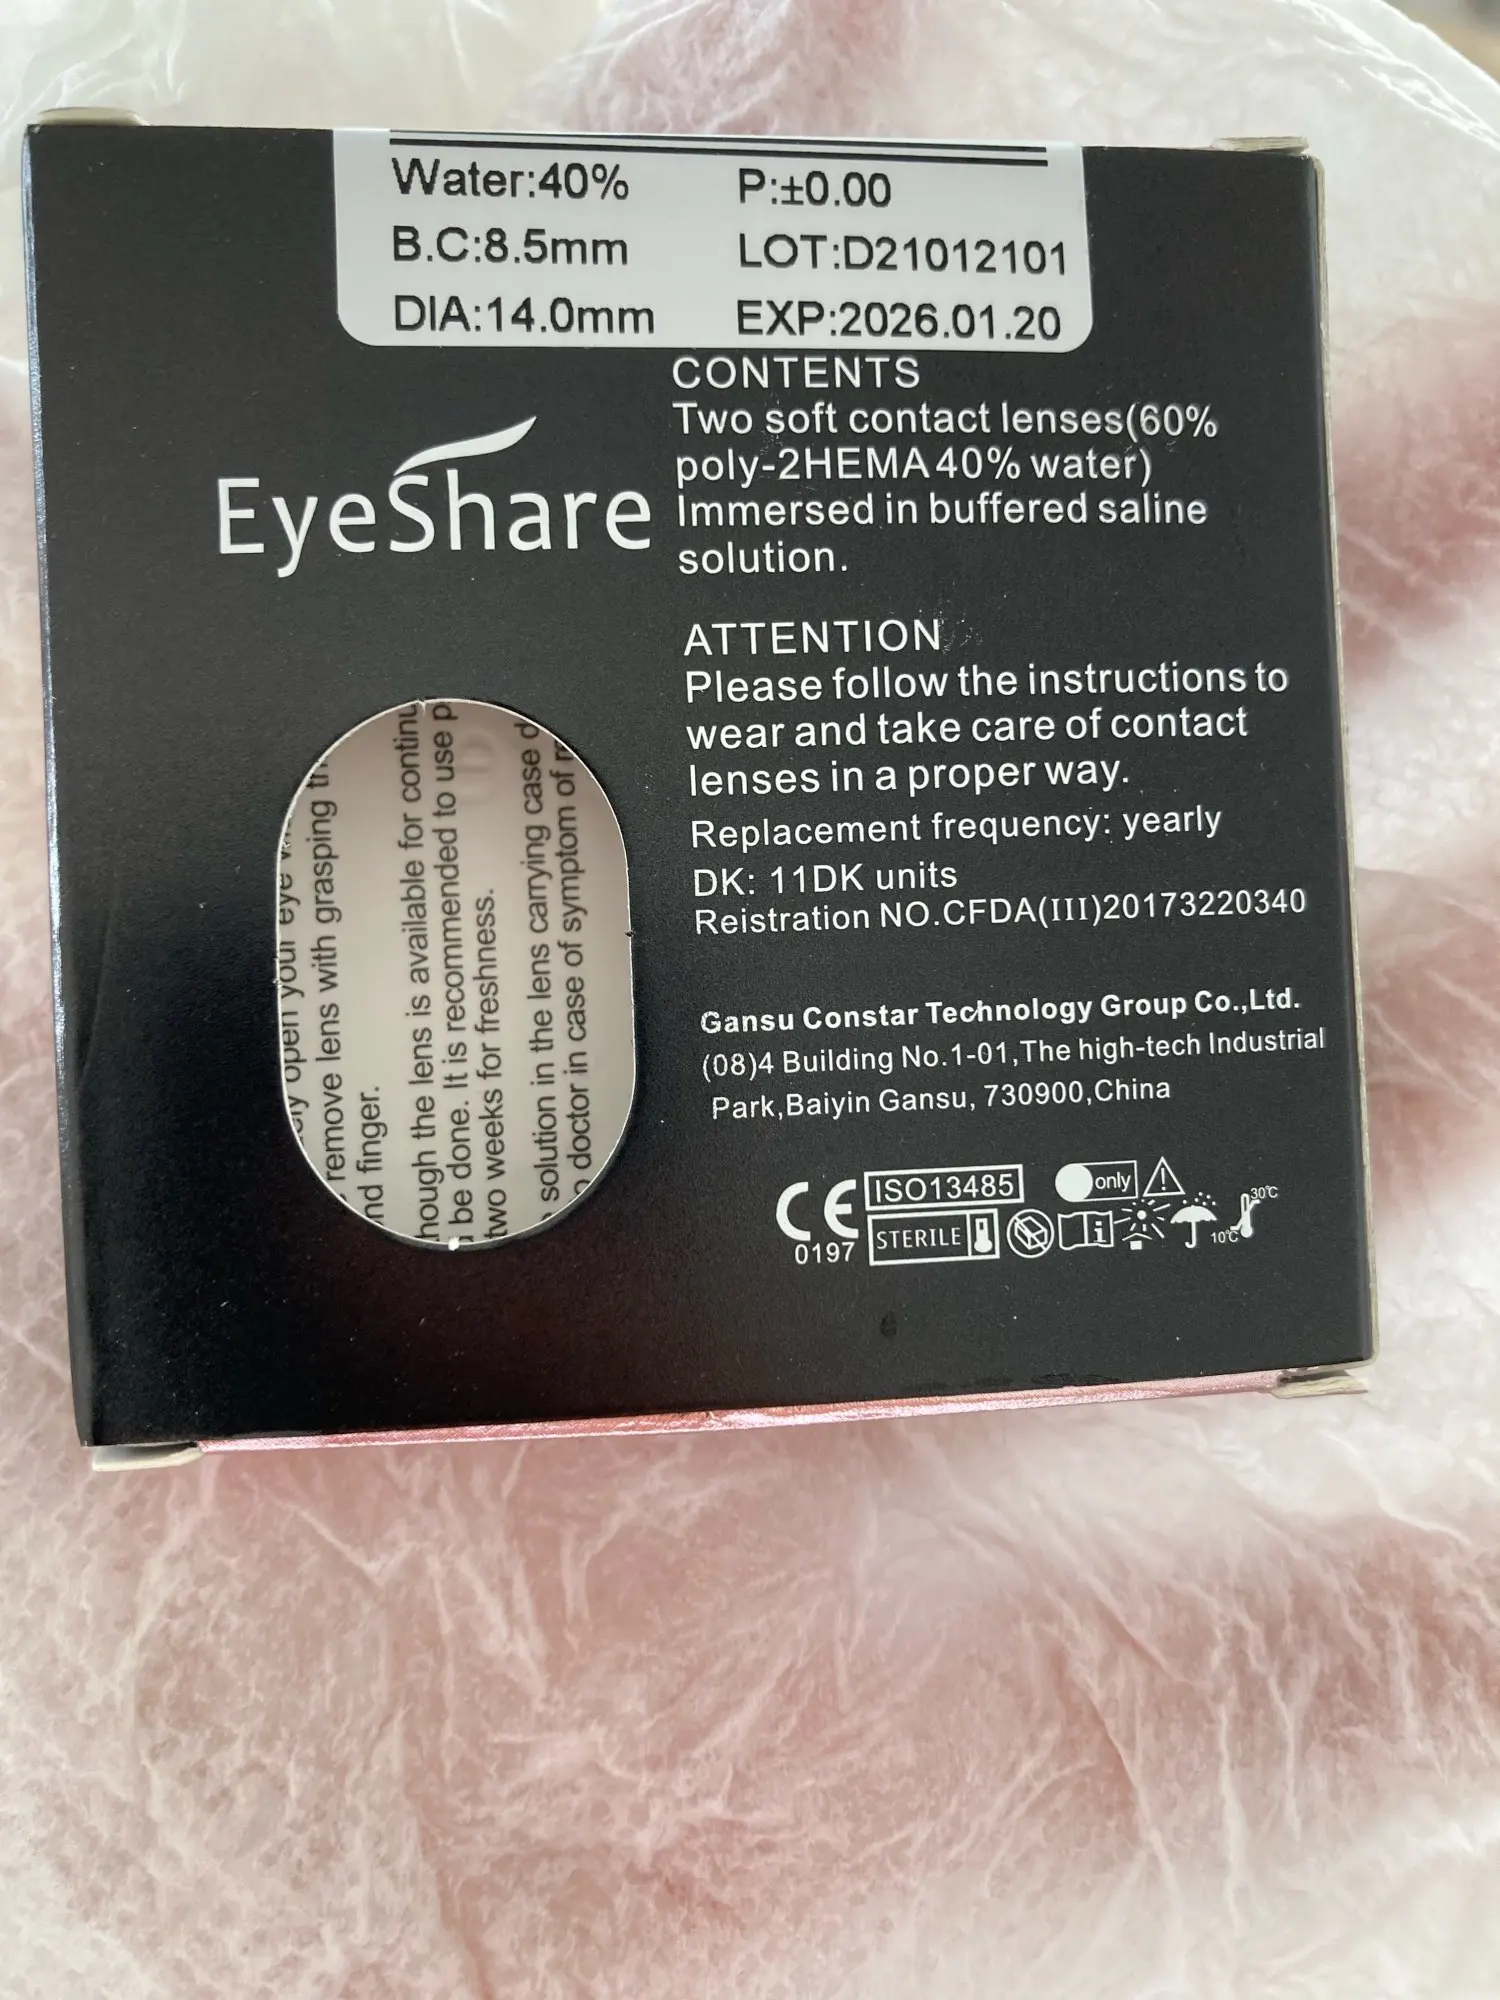 Water:40% P:±0.00
B.C:8.5mm LOT:D21012101
DIA:14.0mm EXP:2026.01.20
EyeShare
CONTENTS
Two soft contact lenses(60%
poly-2HEMA40% water)
Immersed in buffered saline
solution.
ATTENTION
Please follow the instructions to
wear and take care of contact
lenses in a proper way.
Replacement frequency: yearly
DK: 11DK units
Reistration NO.CFDA(III)20173220340
Gansu Constar Technology Group Co.,Ltd.
(08)4 Building No.1-01,The high-tech Industrial
Park,Baiyin Gansu, 730900,China
CE ISO13485 only
0197 STERILE i 10℃ 30℃
open your eye
remove lens with grasping
nd finger.
hough the lens is available for continu
be done. It is recommended to use p
two weeks for freshness.
solution in the lens carrying case d
doctor in case of symptom of